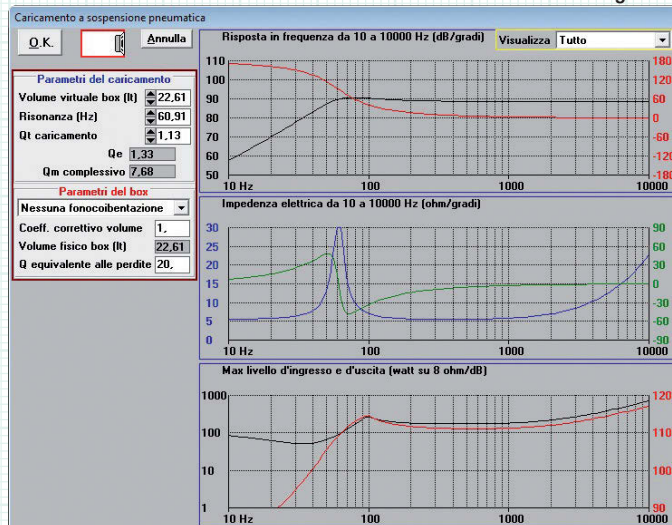 Caricamento a sospensione pneumatica
O.K.
Annulla
Parametri del caricamento
Volume virtuale box (lt) 22,61
Risonanza (Hz) 60,91
Qt caricamento 1,13
Qe 1,33
Qm complessivo 7,68
Parametri del box
Nessuna fonocoibentazione
Coeff. correttivo volume 1,
Volume fisico box (lt) 22,61
Q equivalente alle perdite 20,
Risposta in frequenza da 10 a 10000 Hz (dB/gradi)
Visualizza Tutto
110 180
100 120
90 60
80 0
70 -60
60 -120
50 -180
10 Hz 100 1000 10000
Impedenza elettrica da 10 a 10000 Hz (ohm/gradi)
30 90
25 60
20 30
15 0
10 -30
5 -60
0 -90
10 Hz 100 1000 10000
Max livello d'ingresso e d'uscita (watt su 8 ohm/dB)
1000 120
100 110
10 100
1 90
10 Hz 100 1000 10000